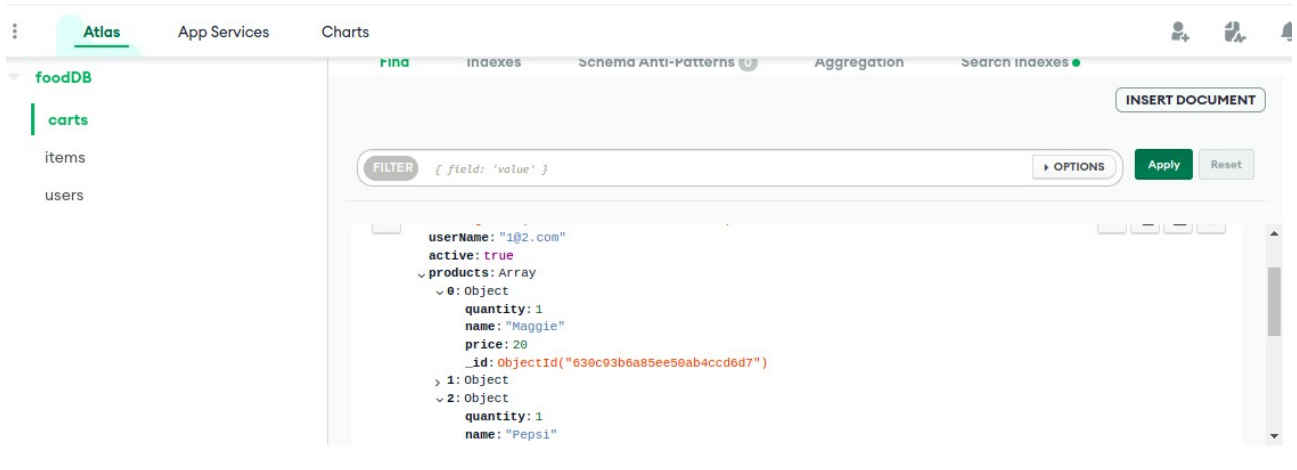 Atlas App Services Charts
foodDB
carts
items
users
Find Indexes Schema Anti-Patterns 0 Aggregation Search Indexes
INSERT DOCUMENT
FILTER { field: 'value' } OPTIONS Apply Reset
userName: "1@2.com"
active: true
products: Array
0: Object
quantity: 1
name: "Maggie"
price: 20
_id: ObjectId("630c93b6a85ee50ab4ccd6d7")
1: Object
2: Object
quantity: 1
name: "Pepsi"